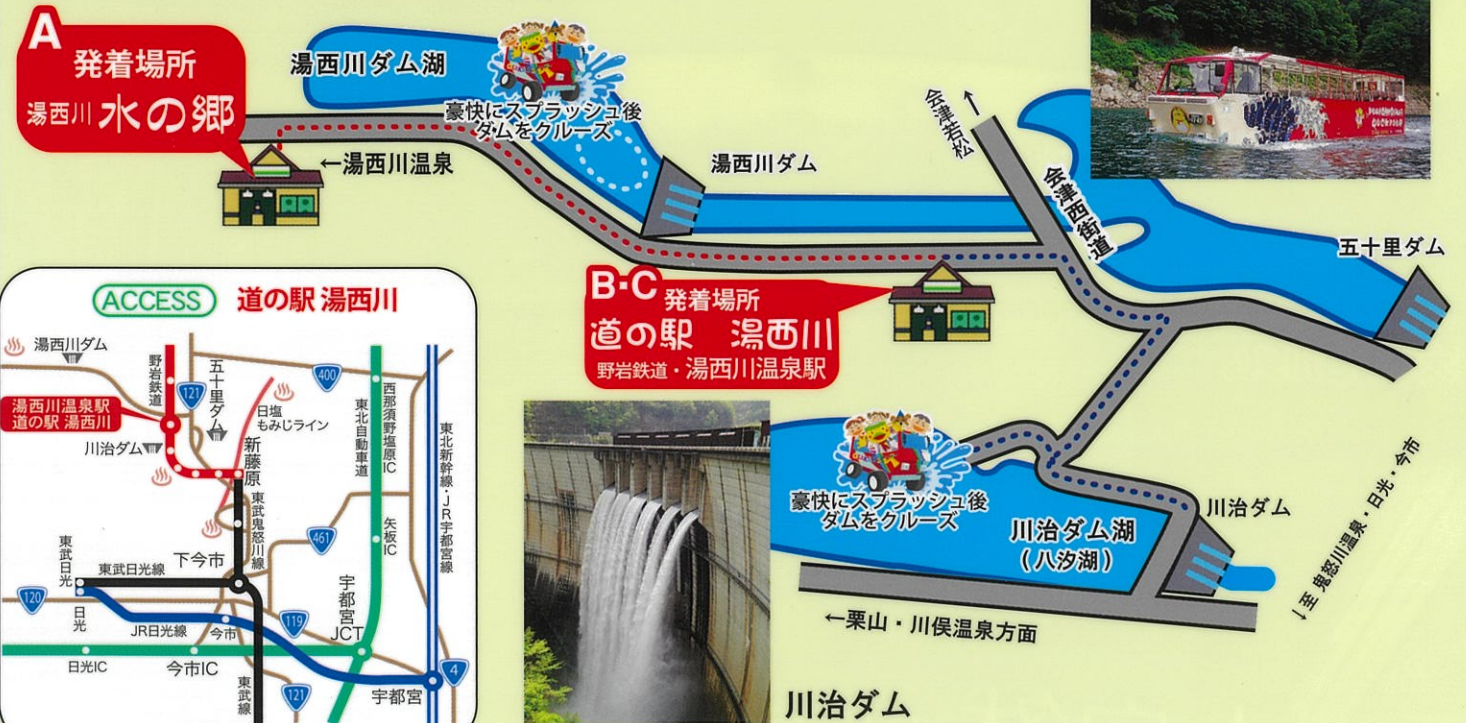 A
発着場所
湯西川 水の郷
湯西川ダム湖
豪快にスプラッシュ後
ダムをクルーズ
←湯西川温泉
湯西川ダム
会津若松
会津西街道
五十里ダム
B・C 発着場所
道の駅 湯西川
野岩鉄道・湯西川温泉駅
豪快にスプラッシュ後
ダムをクルーズ
川治ダム湖
(八汐湖)
川治ダム
↓至 鬼怒川温泉・日光・今市
←栗山・川俣温泉方面
川治ダム
ACCESS 道の駅 湯西川
湯西川ダム
野岩鉄道
121
五十里ダム
400
日塩
もみじライン
湯西川温泉駅
道の駅 湯西川
川治ダム
新藤原
東北自動車道
西那須野塩原IC
東北新幹線・JR宇都宮線
東武鬼怒川線
461
矢板IC
下今市
東武日光
東武日光線
120
日光
JR日光線
今市
119
宇都宮
JCT
日光IC
今市IC
東武線
121
宇都宮
4